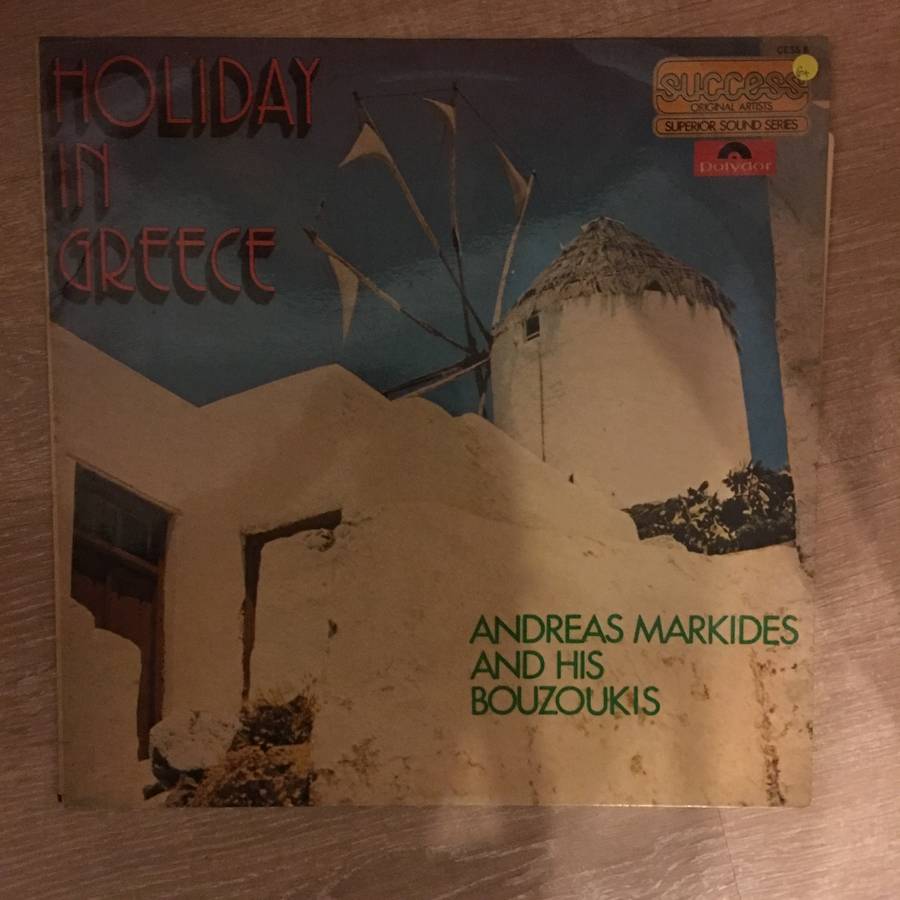 HOLIDAY
IN
GREECE
success
ORIGINAL ARTISTS
SUPERIOR SOUND SERIES
Polydor
ANDREAS MARKIDES
AND HIS
BOUZOUKIS